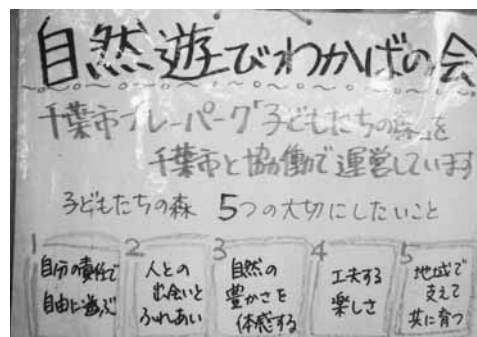 自然遊びわかばの会
千葉市プレーパーク「子どもたちの森」を
千葉市と協働で運営しています
子どもたちの森 5つの大切にしたいこと
1
自分の責任で
自由に遊ぶ
2
人との
出会いと
ふれあい
3
自然の
豊かさを
体感する
4
工夫する
楽しさ
5
地域で
支えて
共に育つ